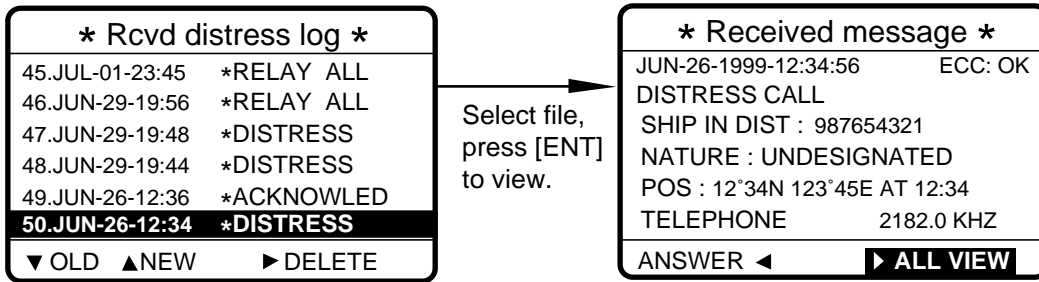 * Rcvd distress log *
45.JUL-01-23:45 *RELAY ALL
46.JUN-29-19:56 *RELAY ALL
47.JUN-29-19:48 *DISTRESS
48.JUN-29-19:44 *DISTRESS
49.JUN-26-12:36 *ACKNOWLED
50.JUN-26-12:34 *DISTRESS
▼ OLD ▲NEW ►DELETE
Select file,
press [ENT]
to view.
* Received message *
JUN-26-1999-12:34:56 ECC: OK
DISTRESS CALL
SHIP IN DIST : 987654321
NATURE : UNDESIGNATED
POS : 12˚34N 123˚45E AT 12:34
TELEPHONE 2182.0 KHZ
ANSWER ◄ ► ALL VIEW